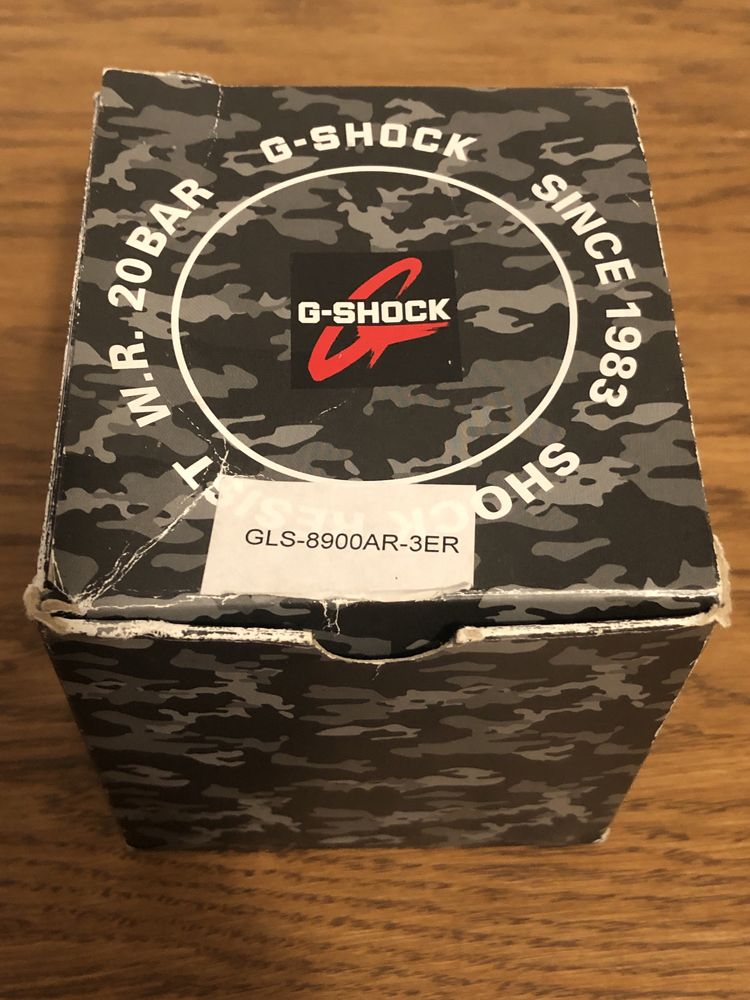 G-SHOCK
SINCE 1983
SHOCK RESIST
W.R. 20BAR
G-SHOCK
GLS-8900AR-3ER